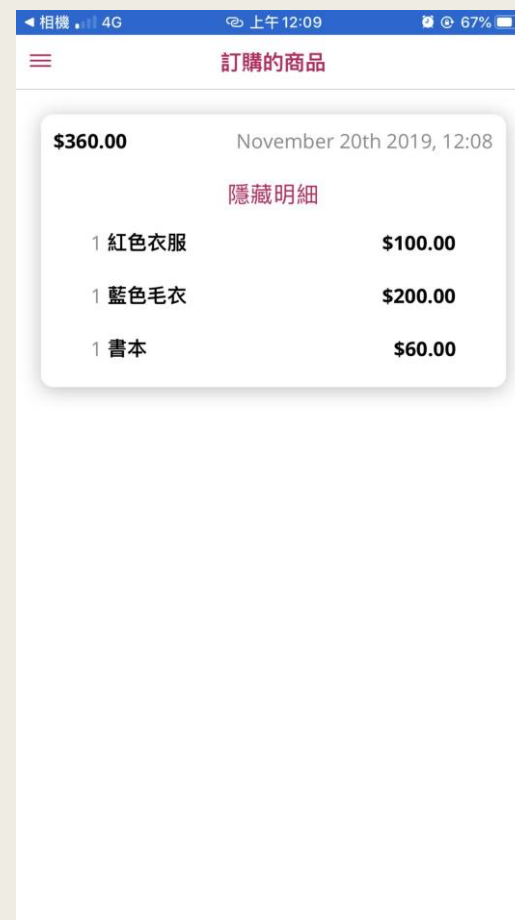 ◀ 相機 4G 上午12:09 67%
訂購的商品
$360.00 November 20th 2019, 12:08
隱藏明細
1 紅色衣服 $100.00
1 藍色毛衣 $200.00
1 書本 $60.00